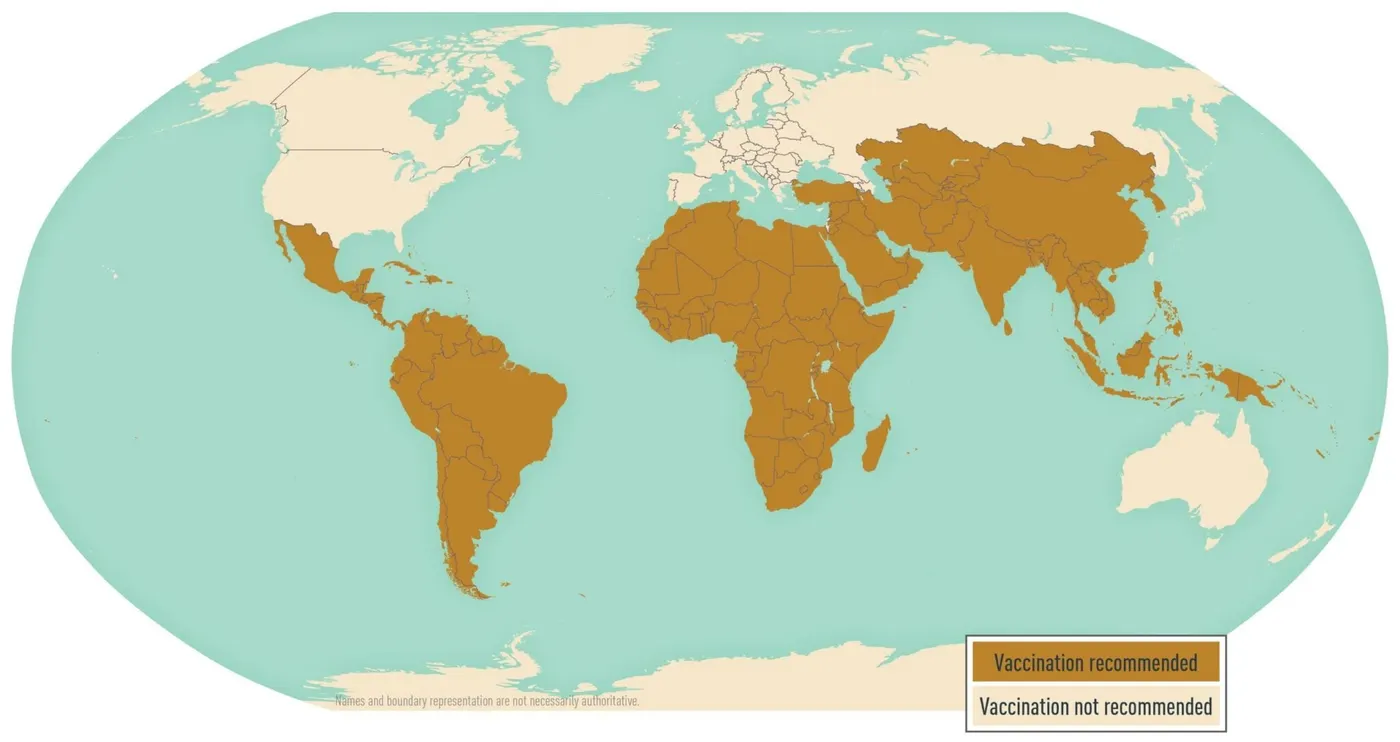 Names and boundary representation are not necessarily authoritative.
Vaccination recommended
Vaccination not recommended